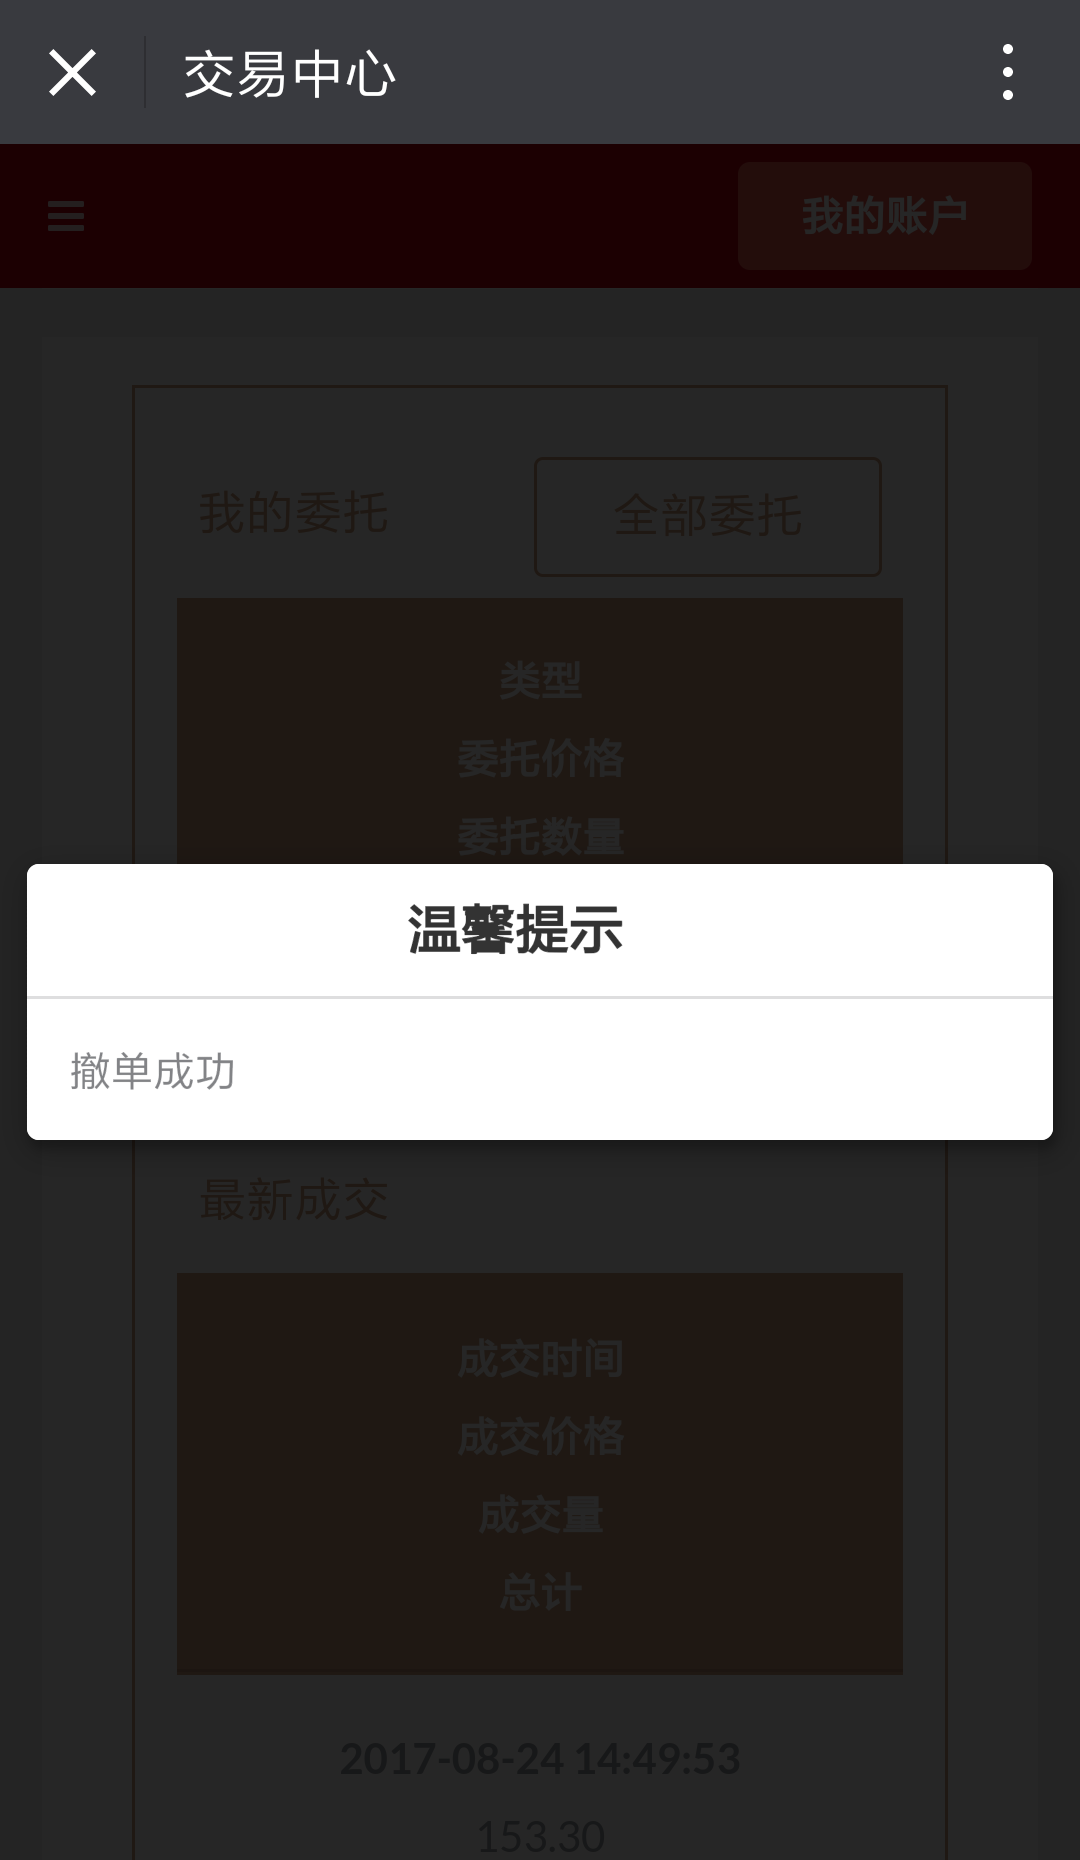 交易中心
我的账户
我的委托
全部委托
类型
委托价格
委托数量
温馨提示
撤单成功
最新成交
成交时间
成交价格
成交量
总计
2017-08-24 14:49:53
153.30